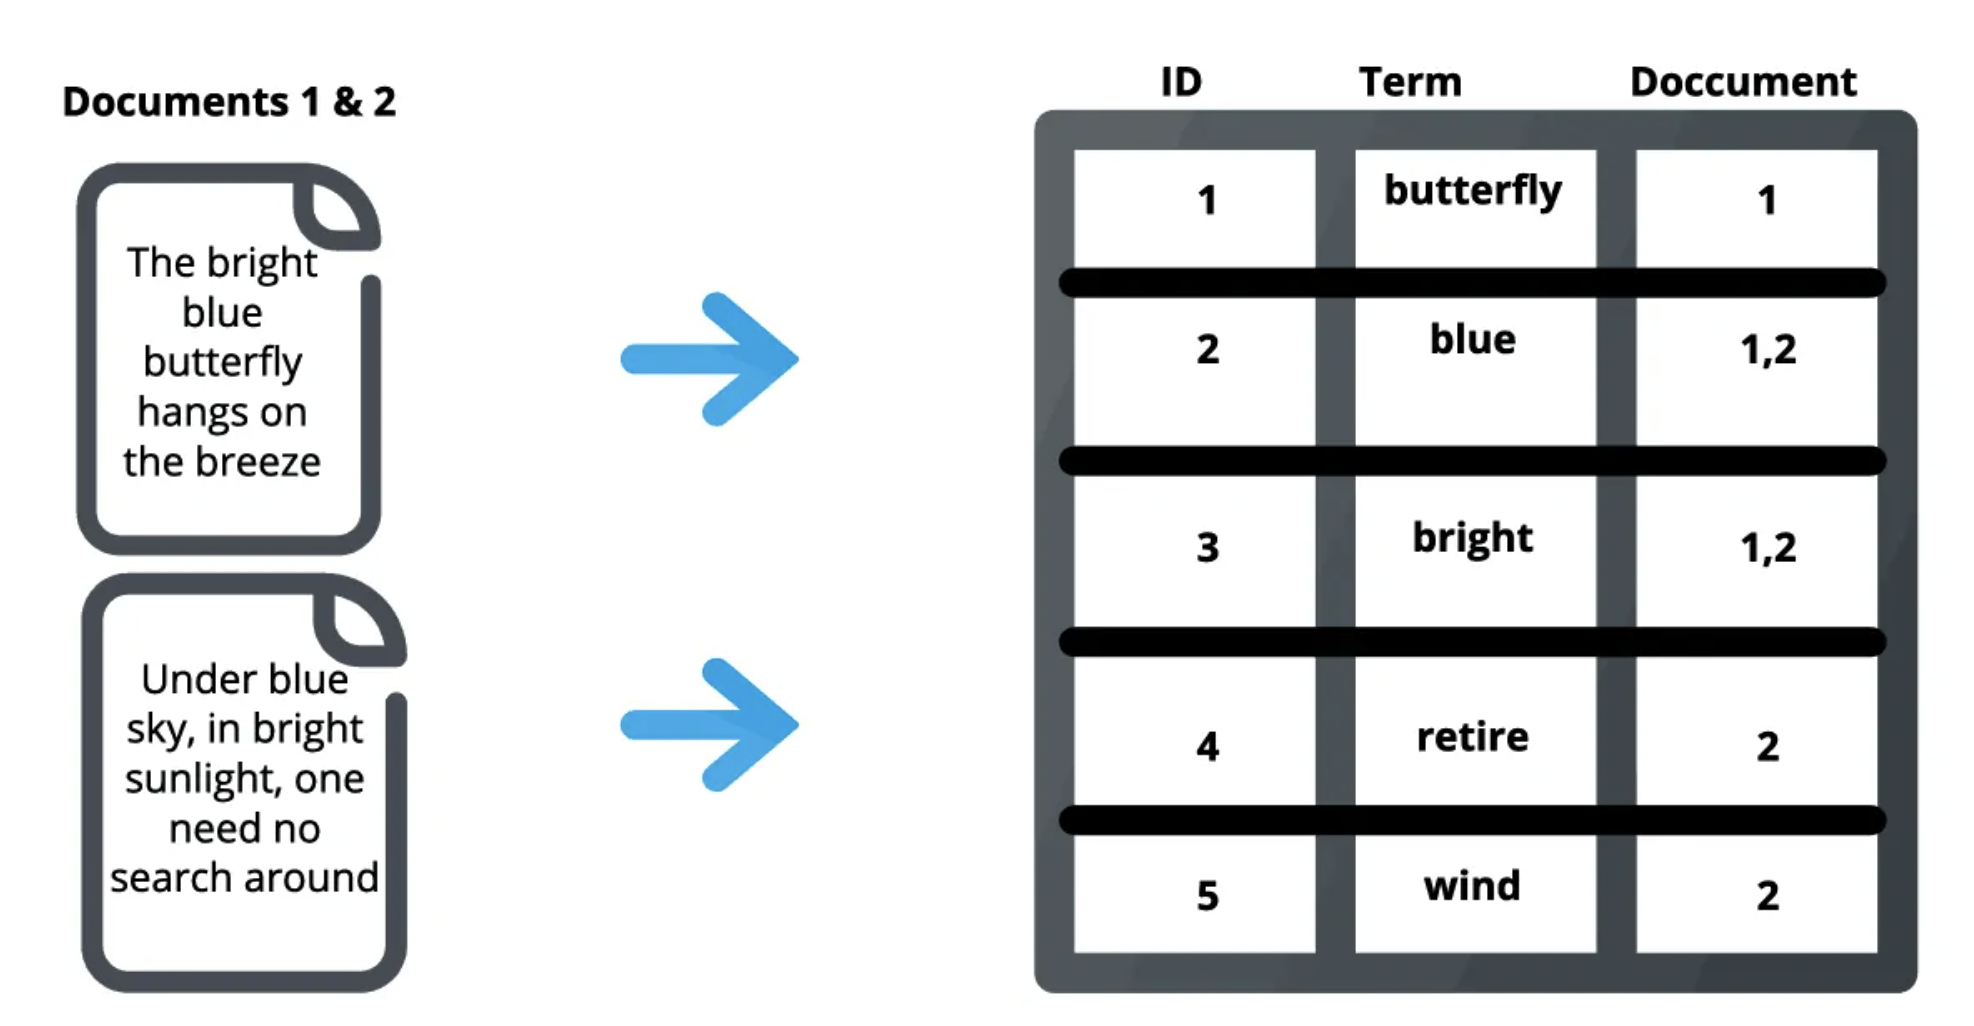 Documents 1 & 2
The bright
blue
butterfly
hangs on
the breeze
Under blue
sky, in bright
sunlight, one
need no
search around
ID Term Doccument
1 butterfly 1
2 blue 1,2
3 bright 1,2
4 retire 2
5 wind 2